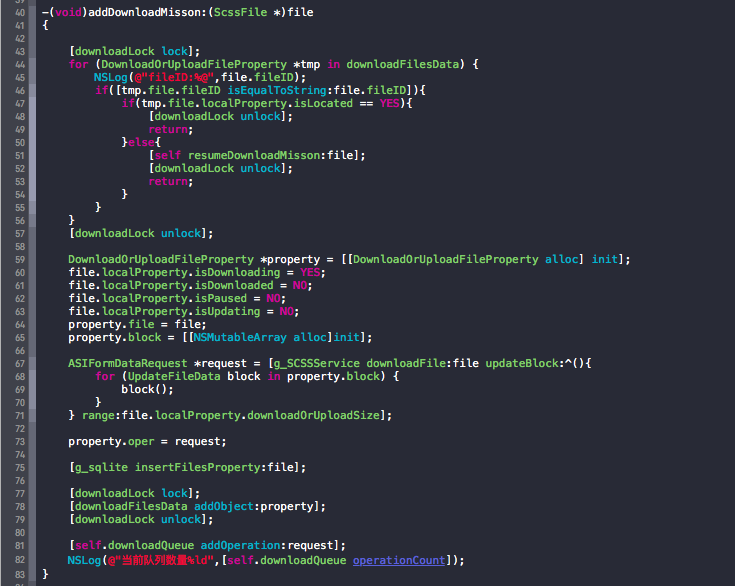 40 -(void)addDownloadMisson:(ScssFile *)file
41 {
42
43 [downloadLock lock];
44 for (DownloadOrUploadFileProperty *tmp in downloadFilesData) {
45 NSLog(@"fileID:%@",file.fileID);
46 if([tmp.file.fileID isEqualToString:file.fileID]){
47 if(tmp.file.localProperty.isLocated == YES){
48 [downloadLock unlock];
49 return;
50 }else{
51 [self resumeDownloadMisson:file];
52 [downloadLock unlock];
53 return;
54 }
55 }
56 }
57 [downloadLock unlock];
58
59 DownloadOrUploadFileProperty *property = [[DownloadOrUploadFileProperty alloc] init];
60 file.localProperty.isDownloading = YES;
61 file.localProperty.isDownloaded = NO;
62 file.localProperty.isPaused = NO;
63 file.localProperty.isUpdating = NO;
64 property.file = file;
65 property.block = [[NSMutableArray alloc]init];
66
67 ASIFormDataRequest *request = [g_SCSSService downloadFile:file updateBlock:^(){
68 for (UpdateFileData block in property.block) {
69 block();
70 }
71 } range:file.localProperty.downloadOrUploadSize];
72
73 property.oper = request;
74
75 [g_sqlite insertFilesProperty:file];
76
77 [downloadLock lock];
78 [downloadFilesData addObject:property];
79 [downloadLock unlock];
80
81 [self.downloadQueue addOperation:request];
82 NSLog(@"当前队列数量%ld",[self.downloadQueue operationCount]);
83 }